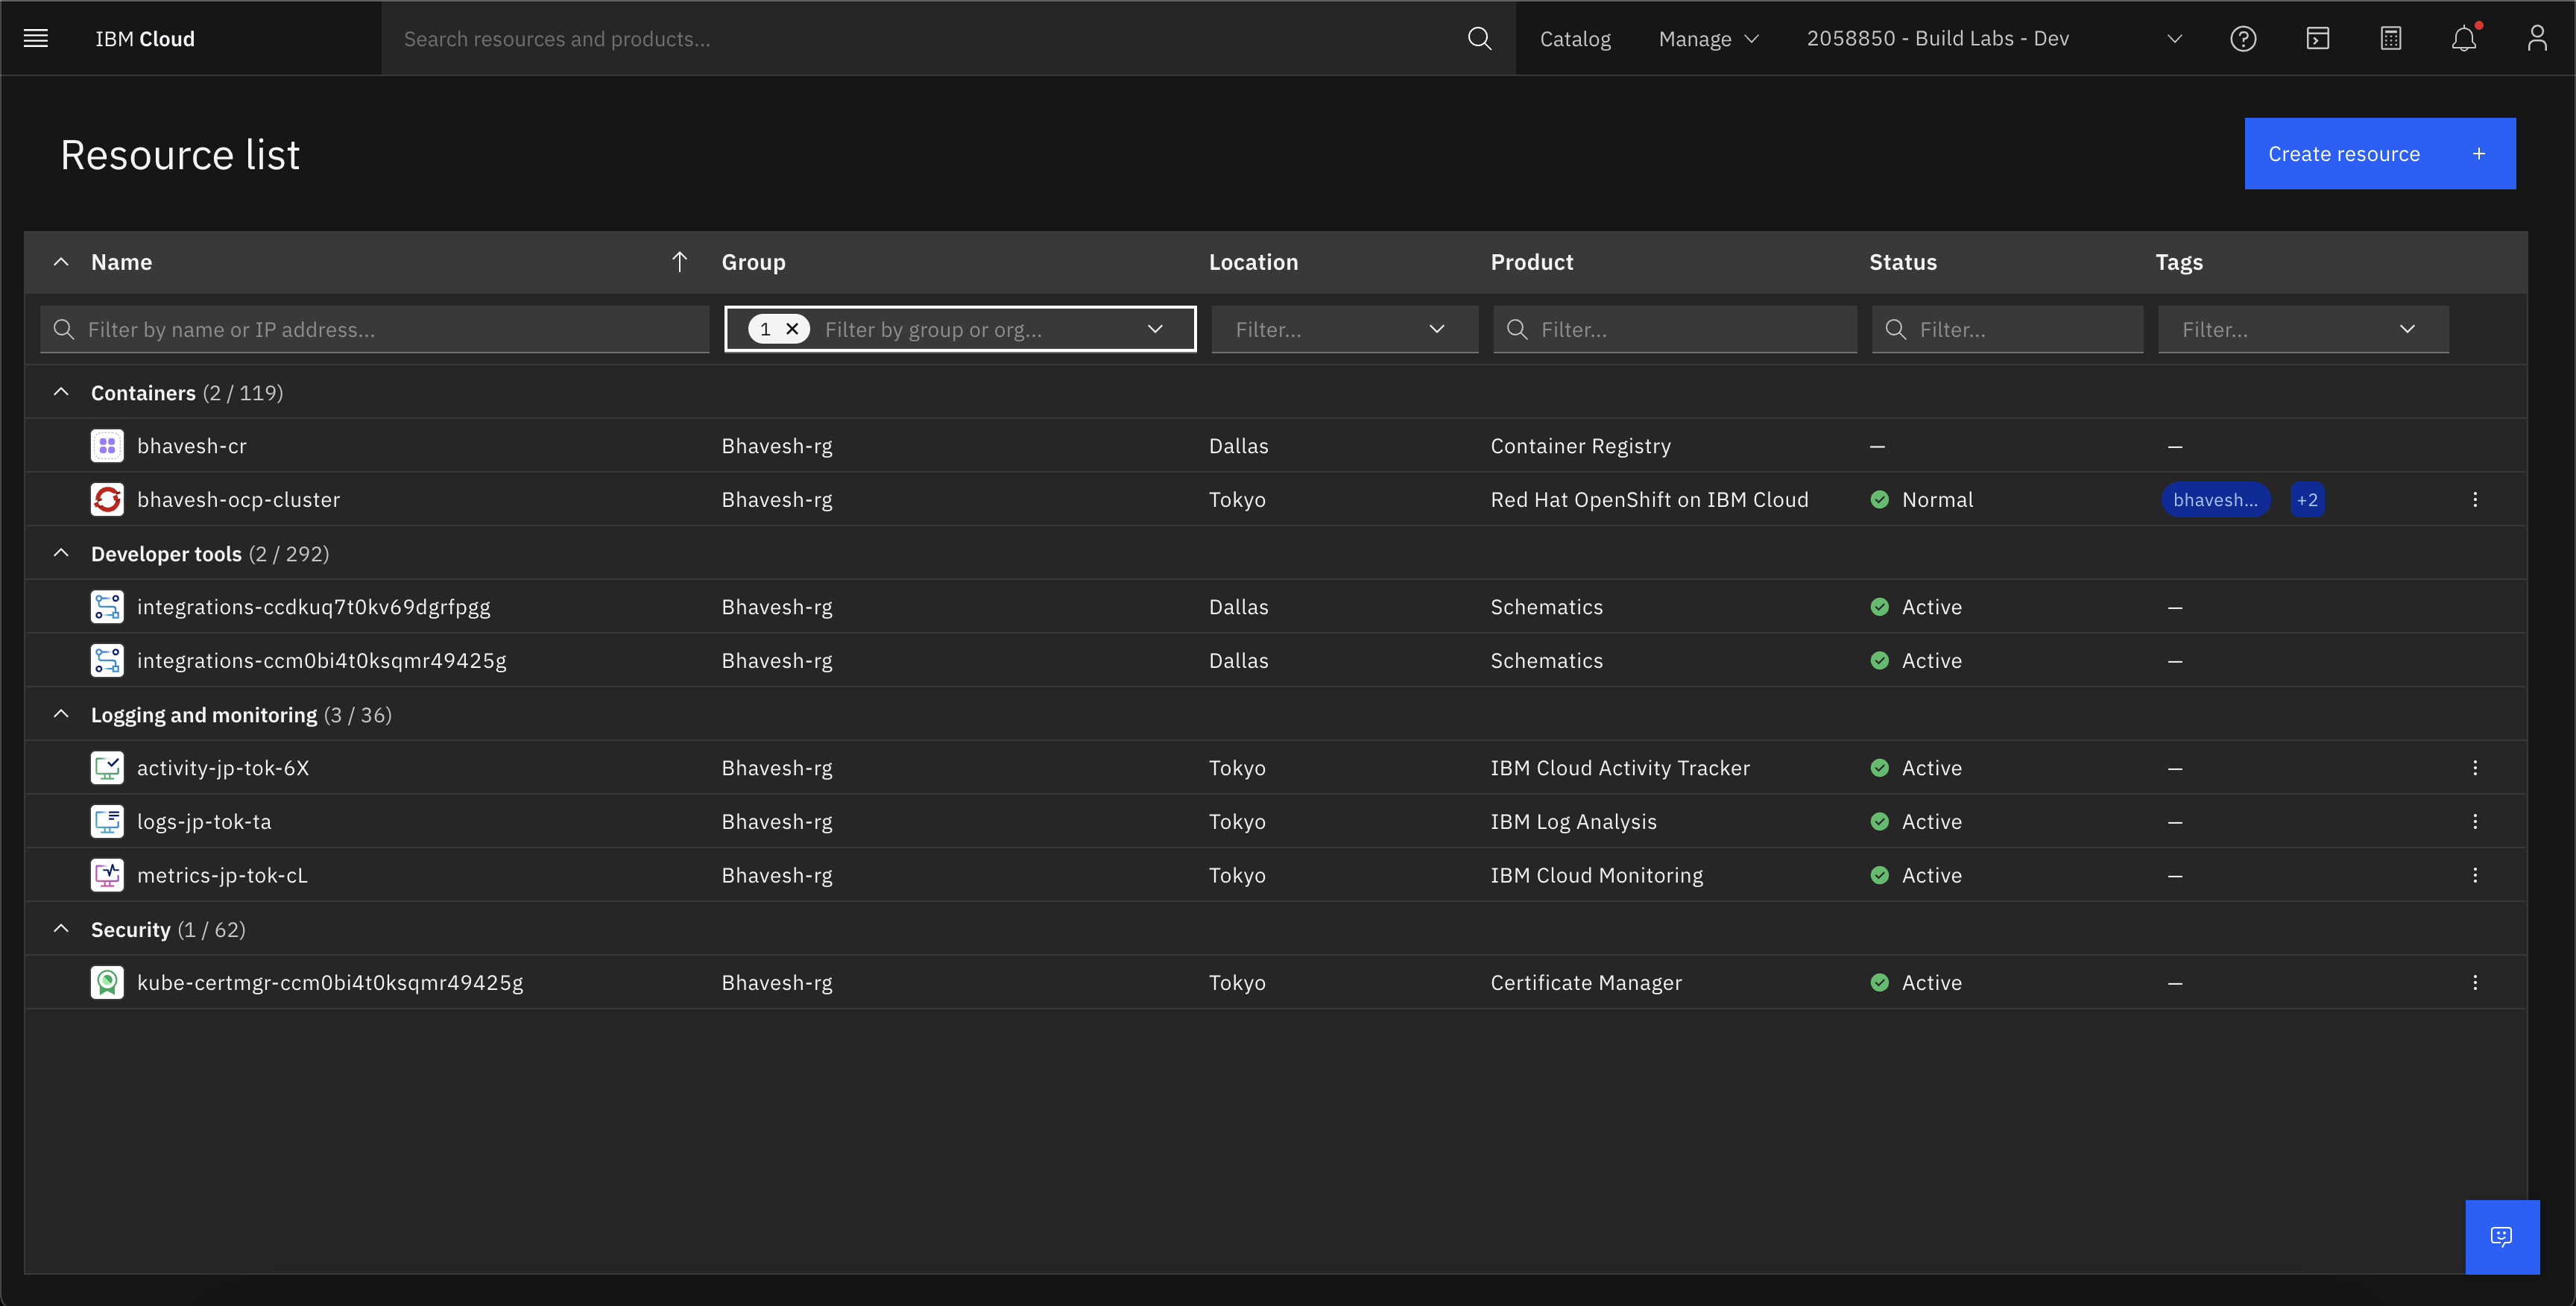 IBM Cloud
Search resources and products...
Catalog
Manage
2058850 - Build Labs - Dev
Resource list
Create resource +
Name Group Location Product Status Tags
Filter by name or IP address... 1 Filter by group or org... Filter... Filter... Filter... Filter...
Containers (2 / 119)
bhavesh-cr Bhavesh-rg Dallas Container Registry — —
bhavesh-ocp-cluster Bhavesh-rg Tokyo Red Hat OpenShift on IBM Cloud Normal bhavesh... +2
Developer tools (2 / 292)
integrations-ccdkuq7t0kv69dgrfpgg Bhavesh-rg Dallas Schematics Active —
integrations-ccm0bi4t0ksqmr49425g Bhavesh-rg Dallas Schematics Active —
Logging and monitoring (3 / 36)
activity-jp-tok-6X Bhavesh-rg Tokyo IBM Cloud Activity Tracker Active —
logs-jp-tok-ta Bhavesh-rg Tokyo IBM Log Analysis Active —
metrics-jp-tok-cL Bhavesh-rg Tokyo IBM Cloud Monitoring Active —
Security (1 / 62)
kube-certmgr-ccm0bi4t0ksqmr49425g Bhavesh-rg Tokyo Certificate Manager Active —